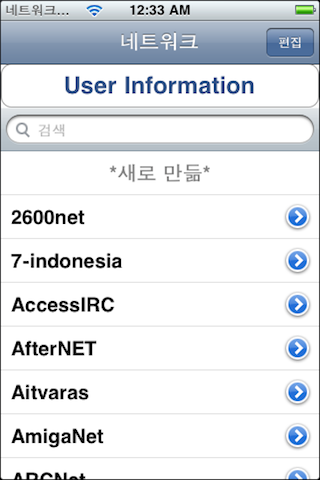 네트워크... 12:33 AM
네트워크 편집
User Information
검색
*새로 만듦*
2600net
7-indonesia
AccessIRC
AfterNET
Aitvaras
AmigaNet
ARCNet